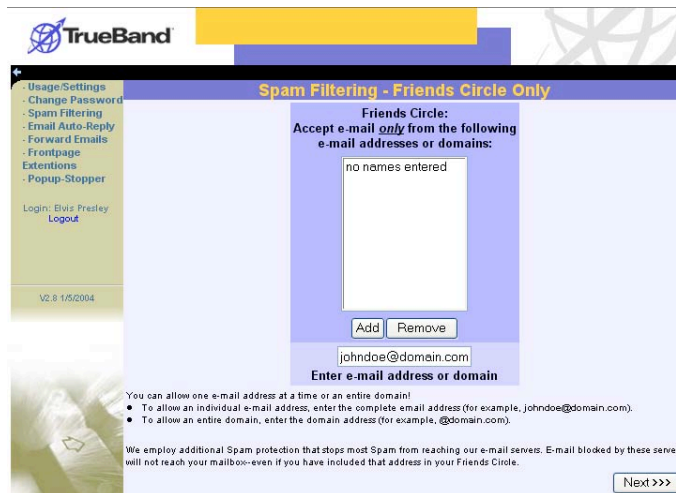 TrueBand
Spam Filtering - Friends Circle Only
· Usage/Settings
· Change Password
· Spam Filtering
· Email Auto-Reply
· Forward Emails
· Frontpage
Extentions
· Popup-Stopper
Login: Elvis Presley
Logout
V2.8 1/5/2004
Friends Circle:
Accept e-mail only from the following
e-mail addresses or domains:
no names entered
Add Remove
johndoe@domain.com
Enter e-mail address or domain
You can allow one e-mail address at a time or an entire domain!
● To allow an individual e-mail address, enter the complete email address (for example, johndoe@domain.com).
● To allow an entire domain, enter the domain address (for example, @domain.com).
We employ additional Spam protection that stops most Spam from reaching our e-mail servers. E-mail blocked by these serve
will not reach your mailbox--even if you have included that address in your Friends Circle.
Next >>>